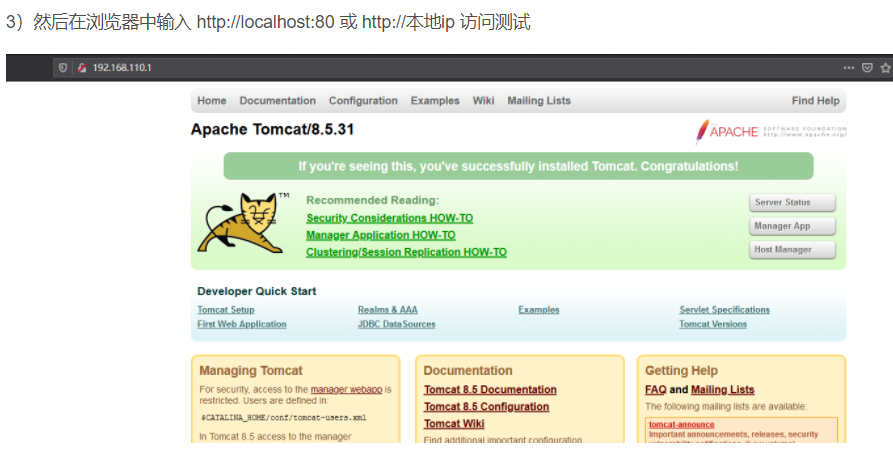 3）然后在浏览器中输入 http://localhost:80 或 http://本地ip 访问测试
192.168.110.1
Home Documentation Configuration Examples Wiki Mailing Lists Find Help
Apache Tomcat/8.5.31
APACHE SOFTWARE FOUNDATION
http://www.apache.org/
If you're seeing this, you've successfully installed Tomcat. Congratulations!
TM
Recommended Reading:
Security Considerations HOW-TO
Manager Application HOW-TO
Clustering/Session Replication HOW-TO
Server Status
Manager App
Host Manager
Developer Quick Start
Tomcat Setup Realms & AAA Examples Servlet Specifications
First Web Application JDBC DataSources Tomcat Versions
Managing Tomcat
For security, access to the manager webapp is
restricted. Users are defined in:
$CATALINA_HOME/conf/tomcat-users.xml
In Tomcat 8.5 access to the manager
Documentation
Tomcat 8.5 Documentation
Tomcat 8.5 Configuration
Tomcat Wiki
Find additional important configuration
Getting Help
FAQ and Mailing Lists
The following mailing lists are available:
tomcat-announce
Important announcements, releases, security